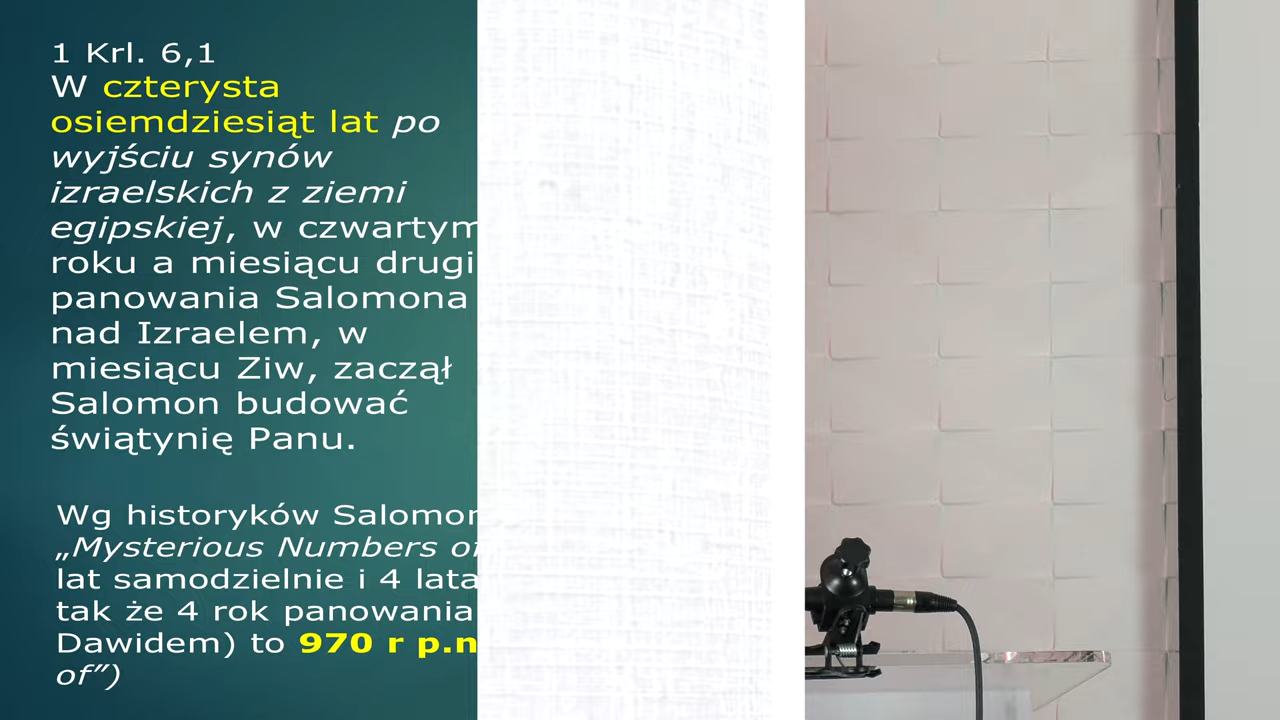 1 Krl. 6,1
W czterysta
osiemdziesiąt lat po
wyjściu synów
izraelskich z ziemi
egipskiej, w czwartym
roku a miesiącu drugi
panowania Salomona
nad Izraelem, w
miesiącu Ziw, zaczął
Salomon budować
świątynię Panu.
Wg historyków Salomon
„Mysterious Numbers of
lat samodzielnie i 4 lata
tak że 4 rok panowania
Dawidem) to 970 r p.n
of”)